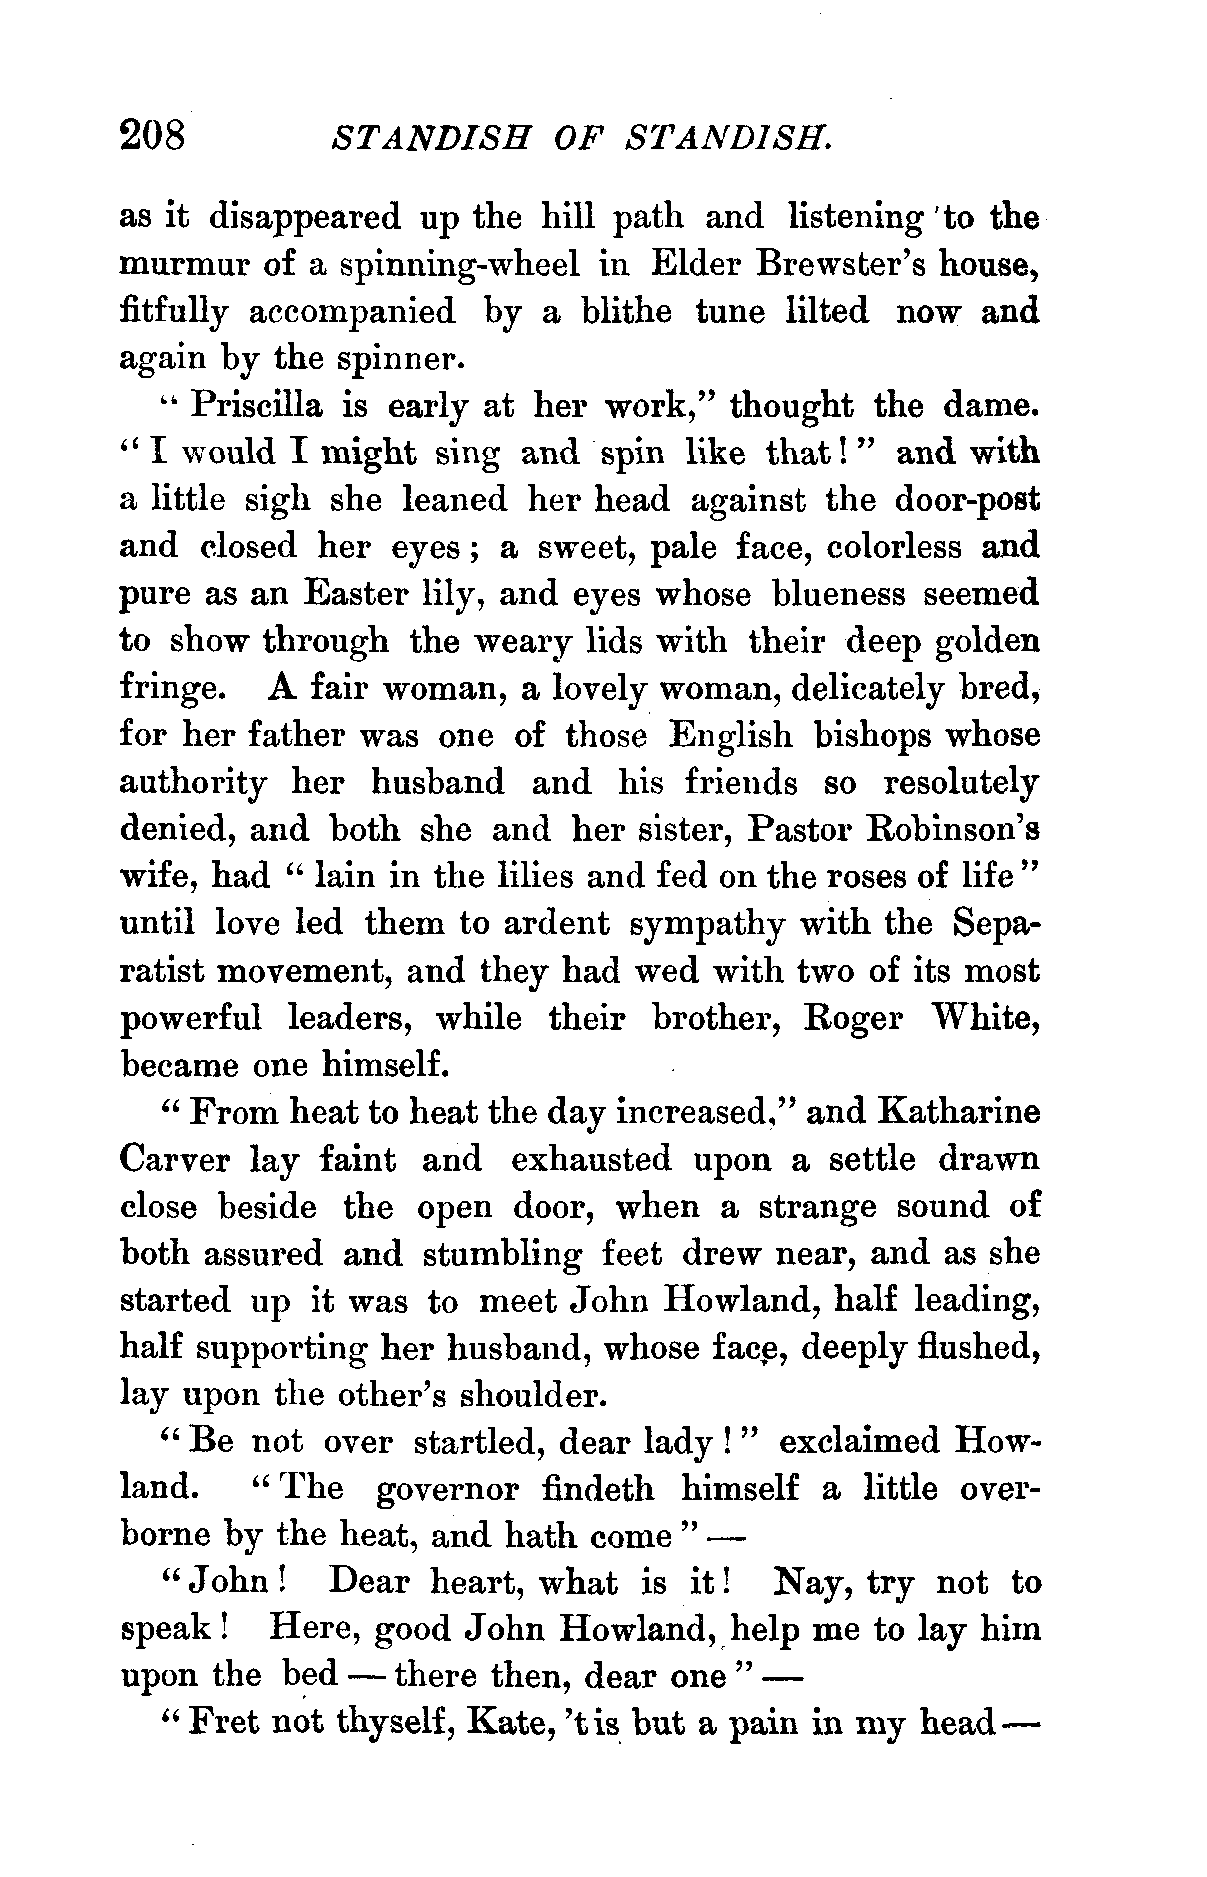 208 STANDISH OF STANDISH.
as it disappeared up the hill path and listening to the
murmur of a spinning-wheel in Elder Brewster's house,
fitfully accompanied by a blithe tune lilted now and
again by the spinner.
“ Priscilla is early at her work,” thought the dame.
“ I would I might sing and spin like that! ” and with
a little sigh she leaned her head against the door-post
and closed her eyes; a sweet, pale face, colorless and
pure as an Easter lily, and eyes whose blueness seemed
to show through the weary lids with their deep golden
fringe. A fair woman, a lovely woman, delicately bred,
for her father was one of those English bishops whose
authority her husband and his friends so resolutely
denied, and both she and her sister, Pastor Robinson's
wife, had “ lain in the lilies and fed on the roses of life”
until love led them to ardent sympathy with the Sepa-
ratist movement, and they had wed with two of its most
powerful leaders, while their brother, Roger White,
became one himself.
“ From heat to heat the day increased,” and Katharine
Carver lay faint and exhausted upon a settle drawn
close beside the open door, when a strange sound of
both assured and stumbling feet drew near, and as she
started up it was to meet John Howland, half leading,
half supporting her husband, whose face, deeply flushed,
lay upon the other's shoulder.
“ Be not over startled, dear lady ! ” exclaimed How-
land. “ The governor findeth himself a little over-
borne by the heat, and hath come ” —
“ John ! Dear heart, what is it! Nay, try not to
speak ! Here, good John Howland, help me to lay him
upon the bed — there then, dear one ” —
“ Fret not thyself, Kate, 't is but a pain in my head —